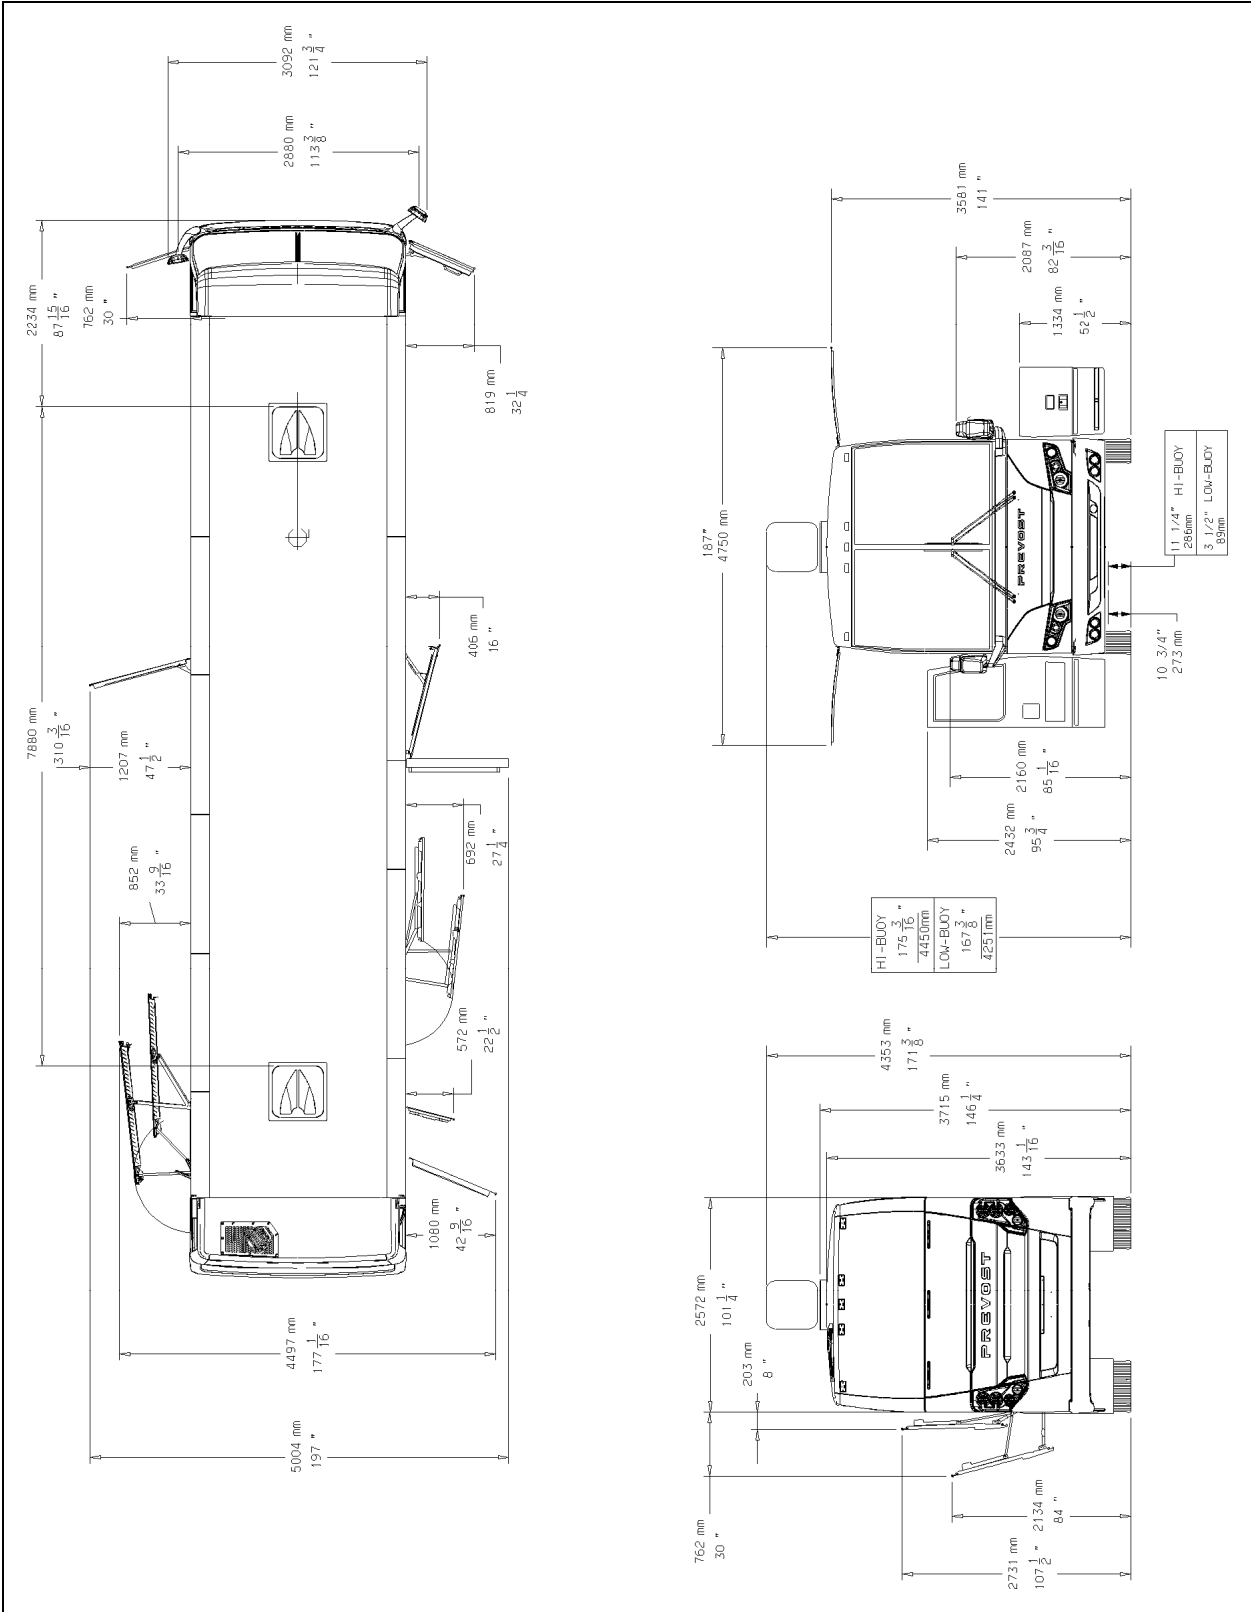 3092 mm
121 3/4 "
2880 mm
113 3/8 "
2234 mm
87 15/16 "
762 mm
30 "
819 mm
32 1/4 "
7880 mm
310 3/16 "
406 mm
16 "
1207 mm
47 1/2 "
692 mm
27 1/4 "
852 mm
33 9/16 "
572 mm
22 1/2 "
1080 mm
42 9/16 "
4497 mm
177 1/16 "
5004 mm
197 "
3581 mm
141 "
2087 mm
82 3/16 "
1334 mm
52 1/2 "
187"
4750 mm
PREVOST
11 1/4" HI-BUOY
286mm
3 1/2" LOW-BUOY
89mm
10 3/4"
273 mm
2160 mm
85 1/16 "
2432 mm
95 3/4 "
HI-BUOY
175 3/16 "
4450mm
LOW-BUOY
167 3/8 "
4251mm
4353 mm
171 3/8 "
3715 mm
146 1/4 "
3633 mm
143 1/16 "
2572 mm
101 1/4 "
PREVOST
203 mm
8 "
762 mm
30 "
2134 mm
84 "
2731 mm
107 1/2 "